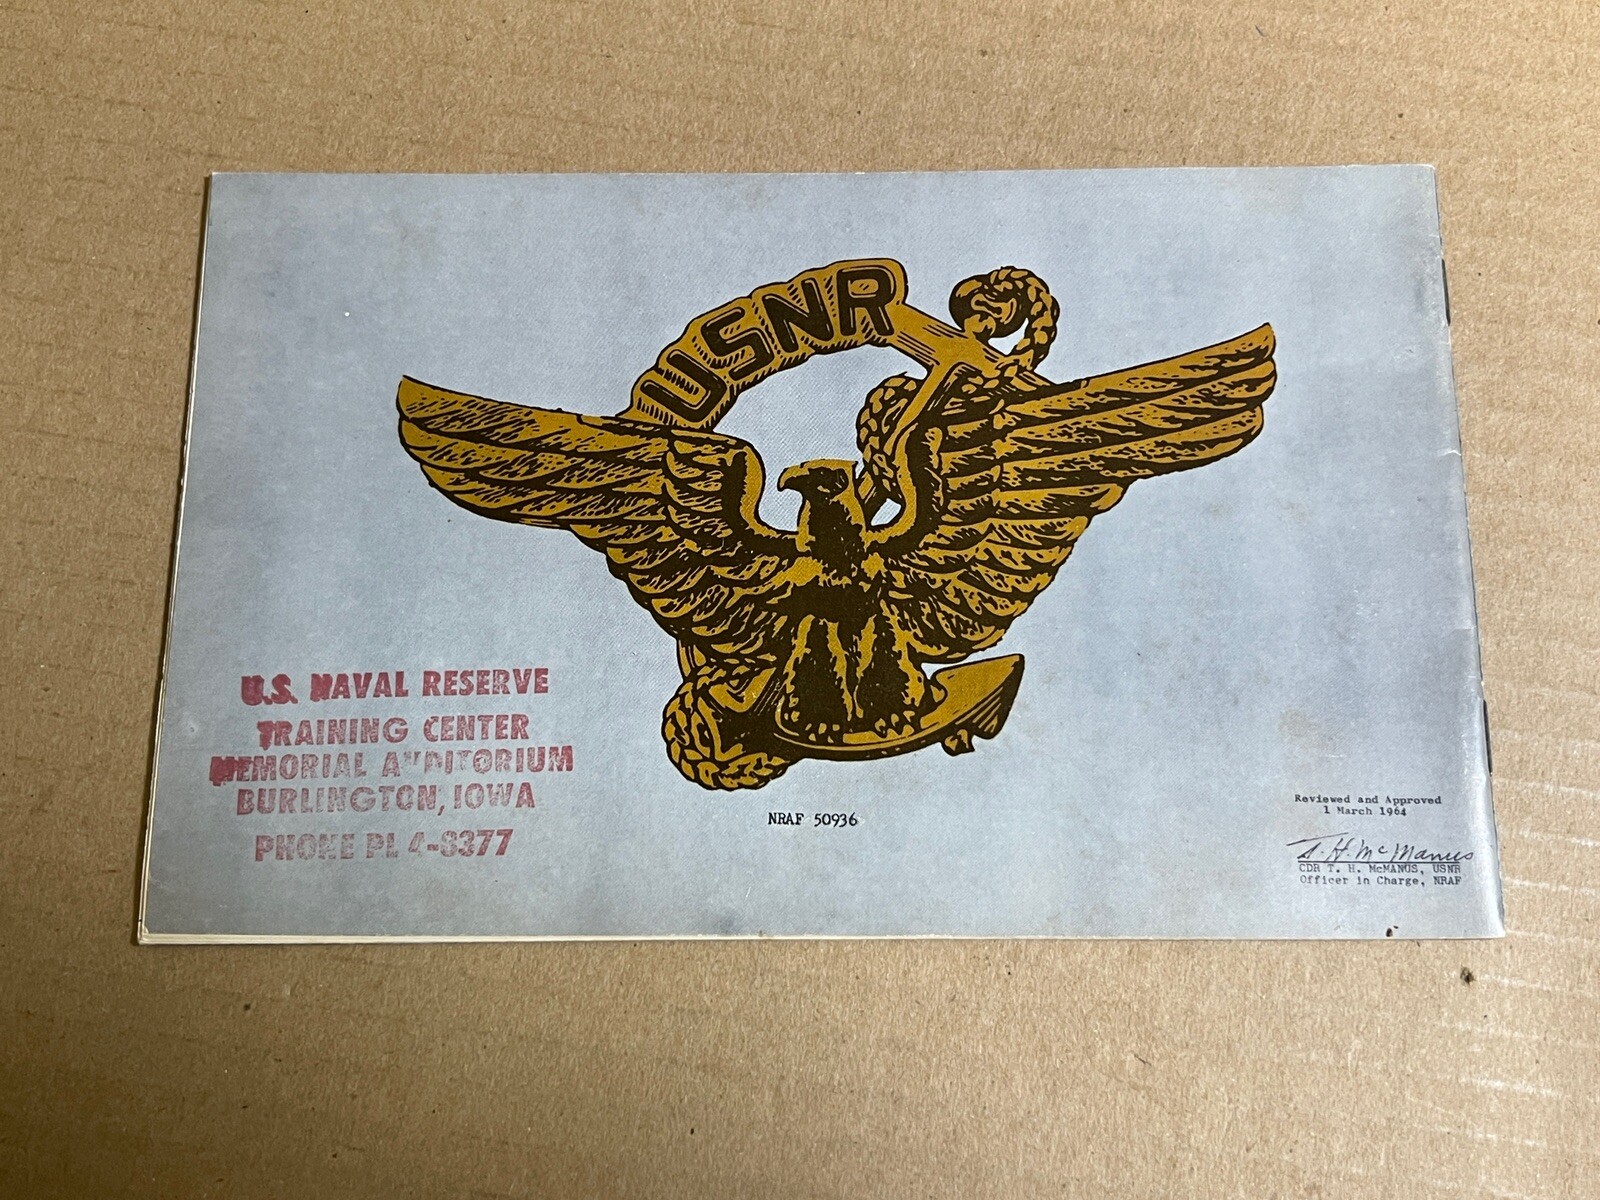 USNR
U.S. NAVAL RESERVE
TRAINING CENTER
MEMORIAL AUDITORIUM
BURLINGTON, IOWA
PHONE PL 4-8377
NRAF 50936
Reviewed and Approved
1 March 1964
T. H. McManus
CDR T. H. McMANUS, USNR
Officer in Charge, NRAF